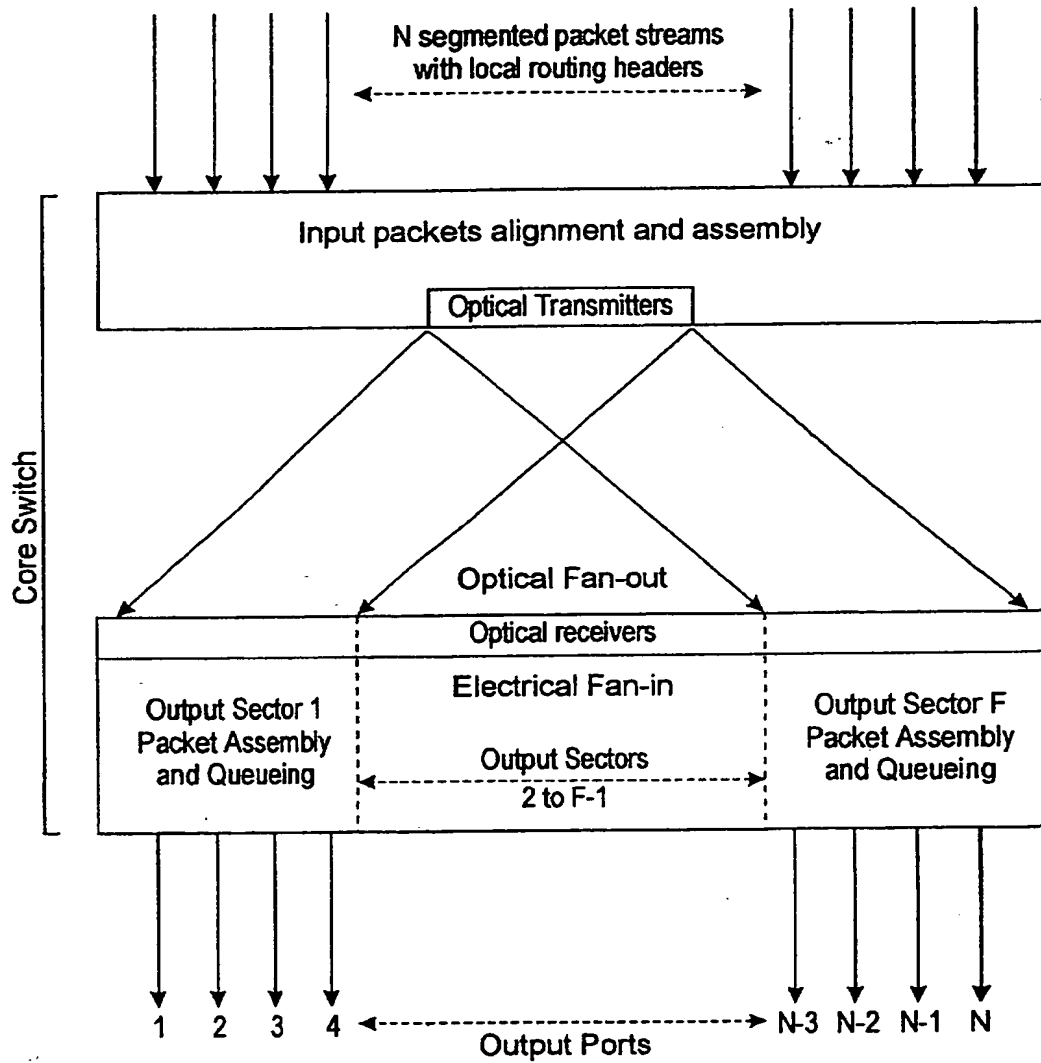 N segmented packet streams
with local routing headers
Input packets alignment and assembly
Optical Transmitters
Core Switch
Optical Fan-out
Optical receivers
Electrical Fan-in
Output Sector 1
Packet Assembly
and Queueing
Output Sectors
2 to F-1
Output Sector F
Packet Assembly
and Queueing
1 2 3 4 N-3 N-2 N-1 N
Output Ports